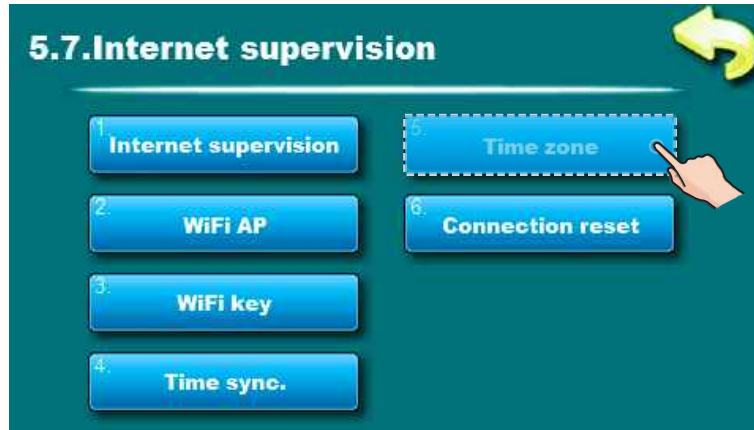 5.7.Internet supervision
1.
Internet supervision
2.
WiFi AP
3.
WiFi key
4.
Time sync.
5.
Time zone
6.
Connection reset